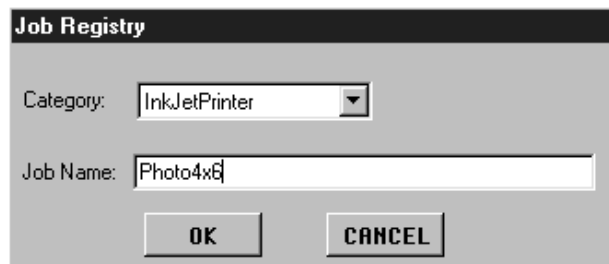 Job Registry
Category: InkJetPrinter
Job Name: Photo4x6
OK CANCEL